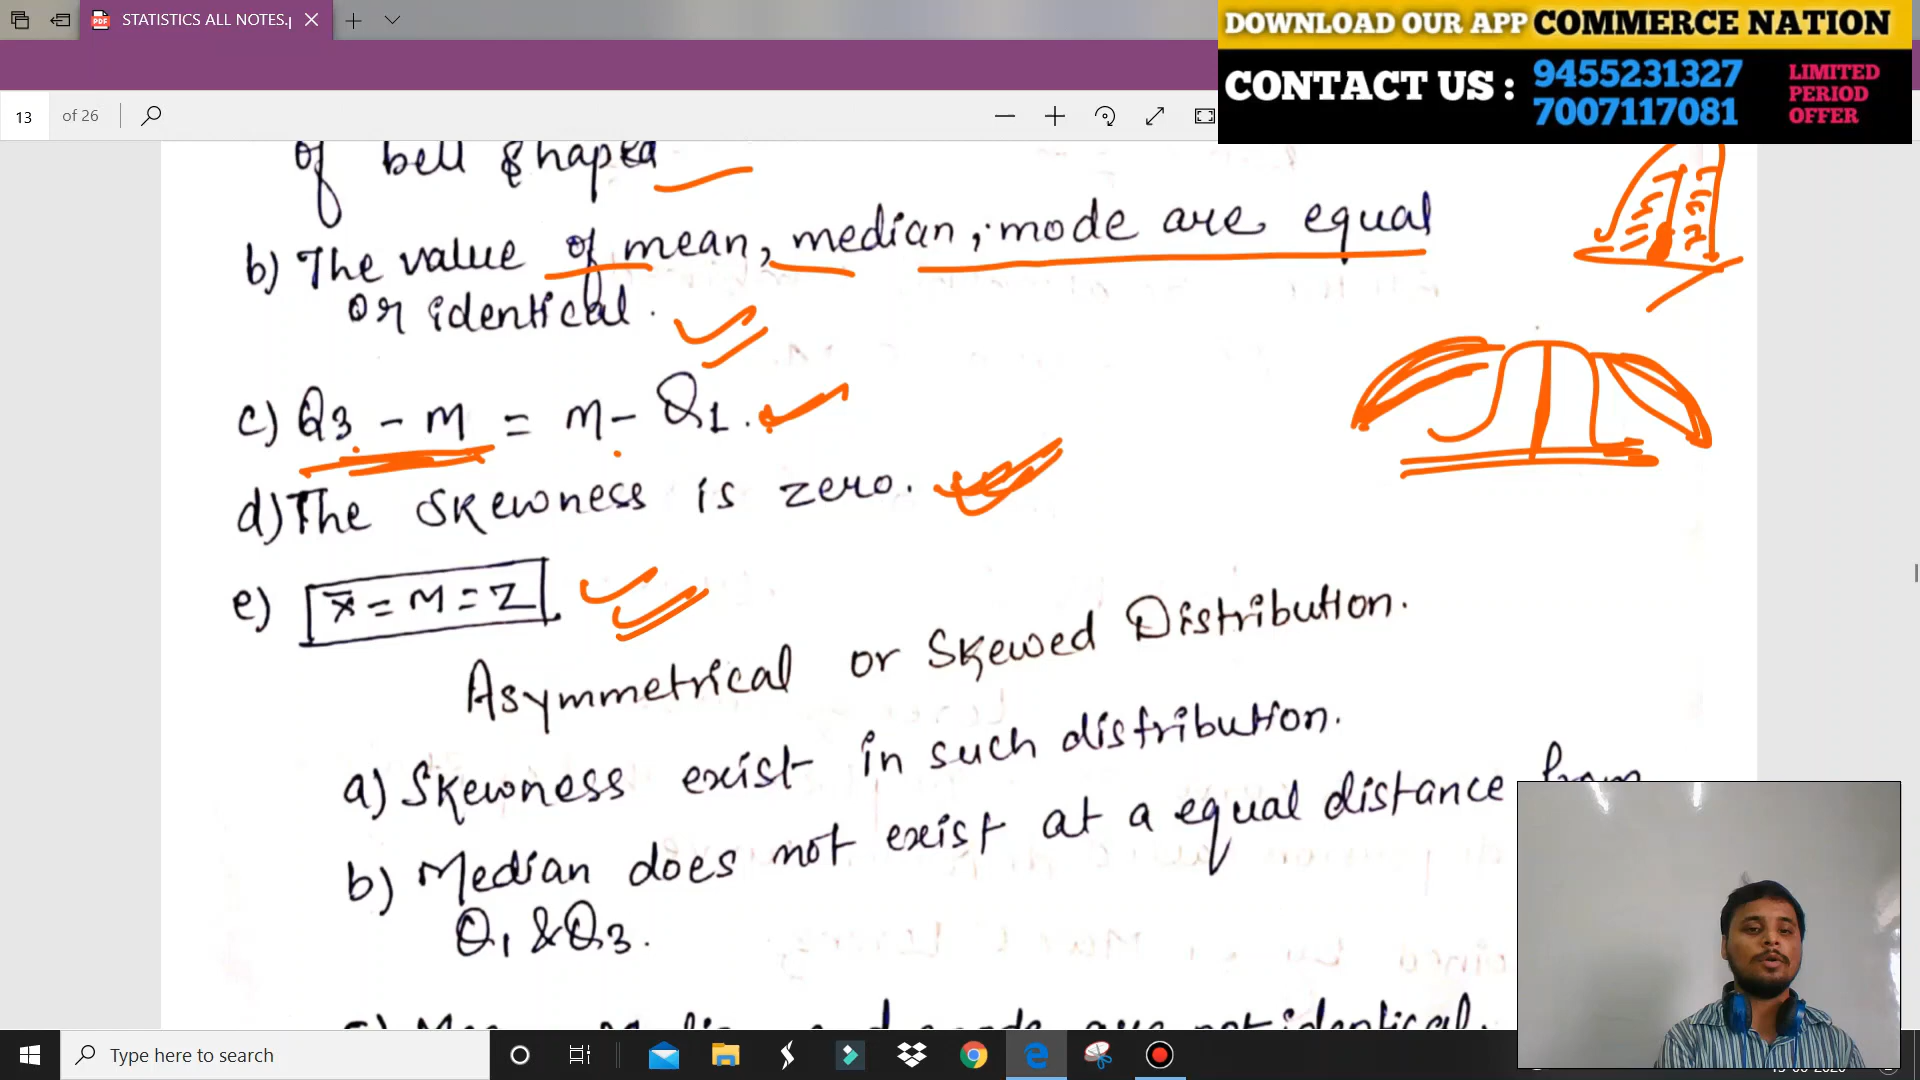 STATISTICS ALL NOTES.p
DOWNLOAD OUR APP COMMERCE NATION
CONTACT US :
9455231327
7007117081
LIMITED
PERIOD
OFFER
13 of 26
of bell shaped
b) The value of mean, median, mode are equal
or identical.
c) Q3 - M = M - Q1.
d) The Skewness is zero.
e) x̄ = M = Z.
Asymmetrical or Skewed Distribution.
a) Skewness exist in such distribution.
b) Median does not exist at a equal distance from
Q1 & Q3.
not identical.
Type here to search